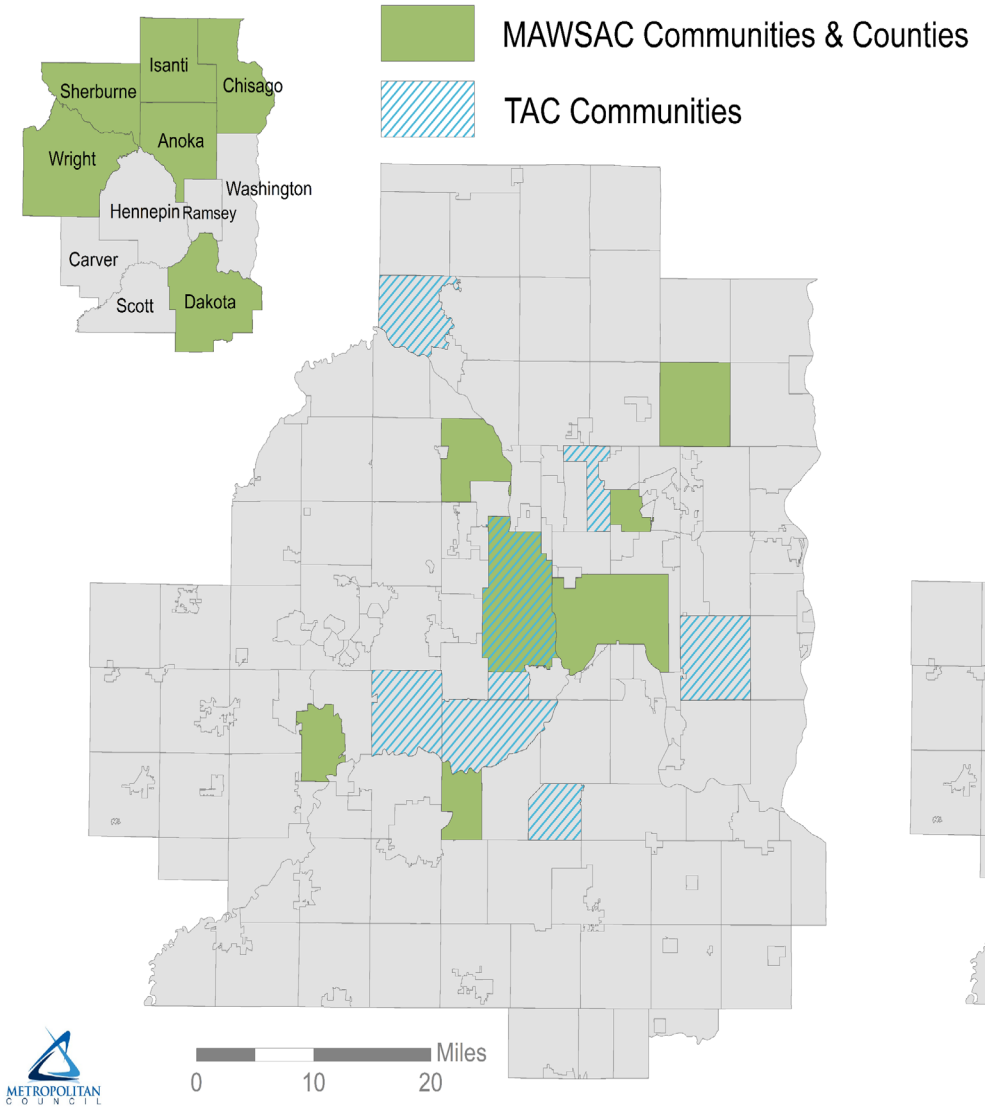 MAWSAC Communities & Counties
TAC Communities
Isanti
Sherburne
Chisago
Anoka
Wright
Washington
Hennepin
Ramsey
Carver
Scott
Dakota
Miles
0 10 20
METROPOLITAN
COUNCIL